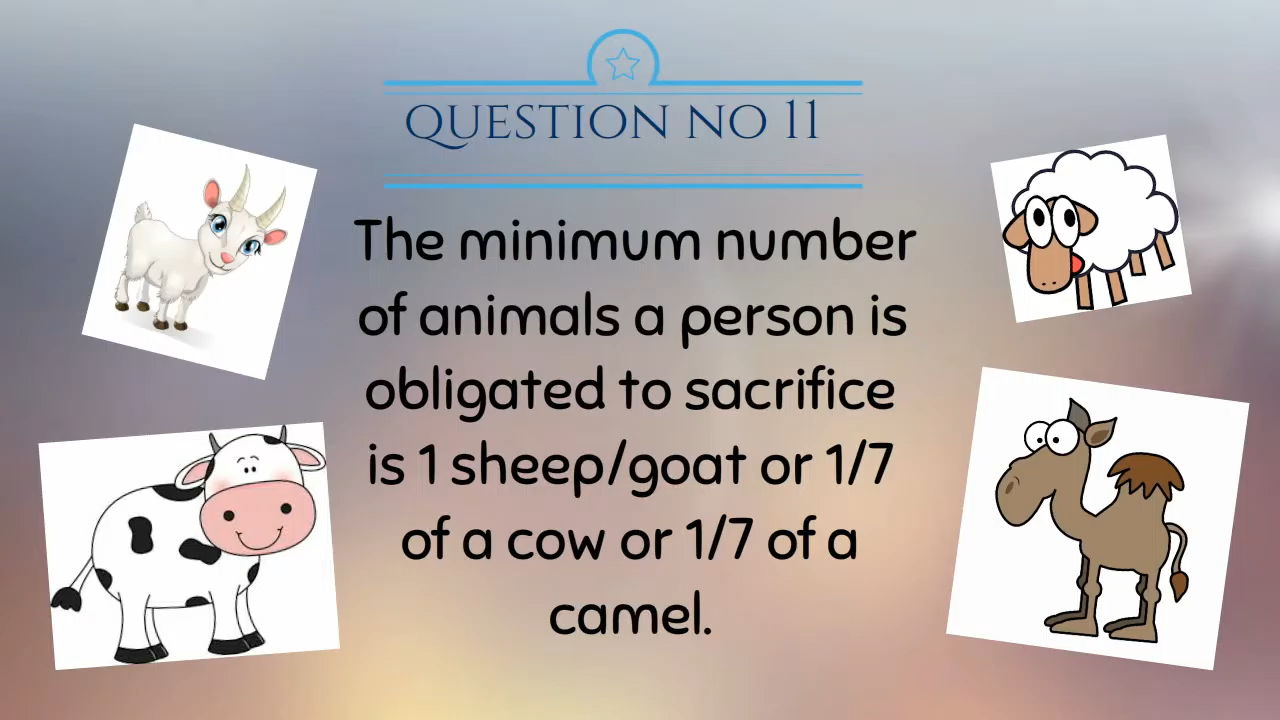 QUESTION NO 11
The minimum number
of animals a person is
obligated to sacrifice
is 1 sheep/goat or 1/7
of a cow or 1/7 of a
camel.